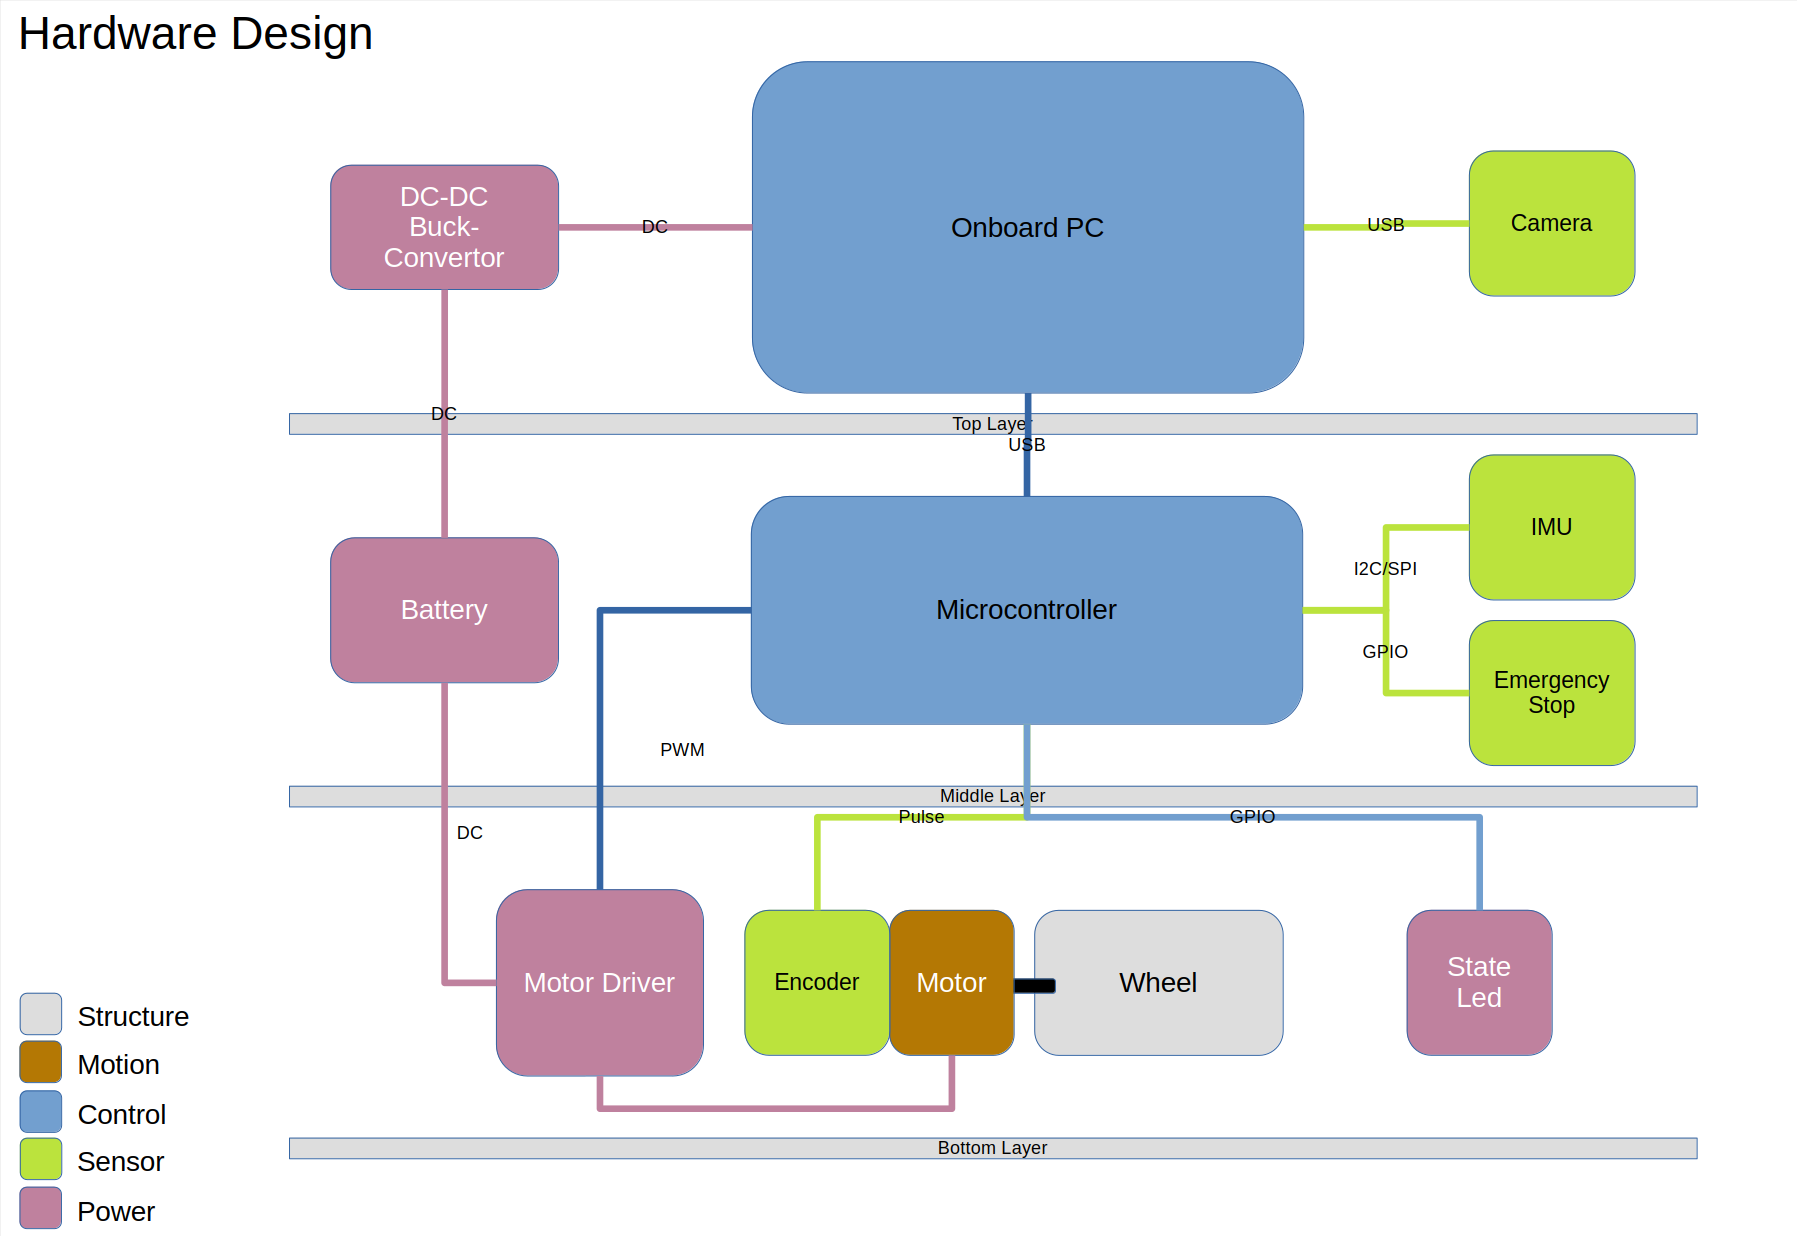 Hardware Design
DC-DC
Buck-
Convertor
DC
Onboard PC
USB
Camera
DC
Top Layer
USB
IMU
I2C/SPI
Battery
Microcontroller
GPIO
Emergency
Stop
PWM
Middle Layer
Pulse
GPIO
DC
Motor Driver
Encoder
Motor
Wheel
State
Led
Structure
Motion
Control
Bottom Layer
Sensor
Power